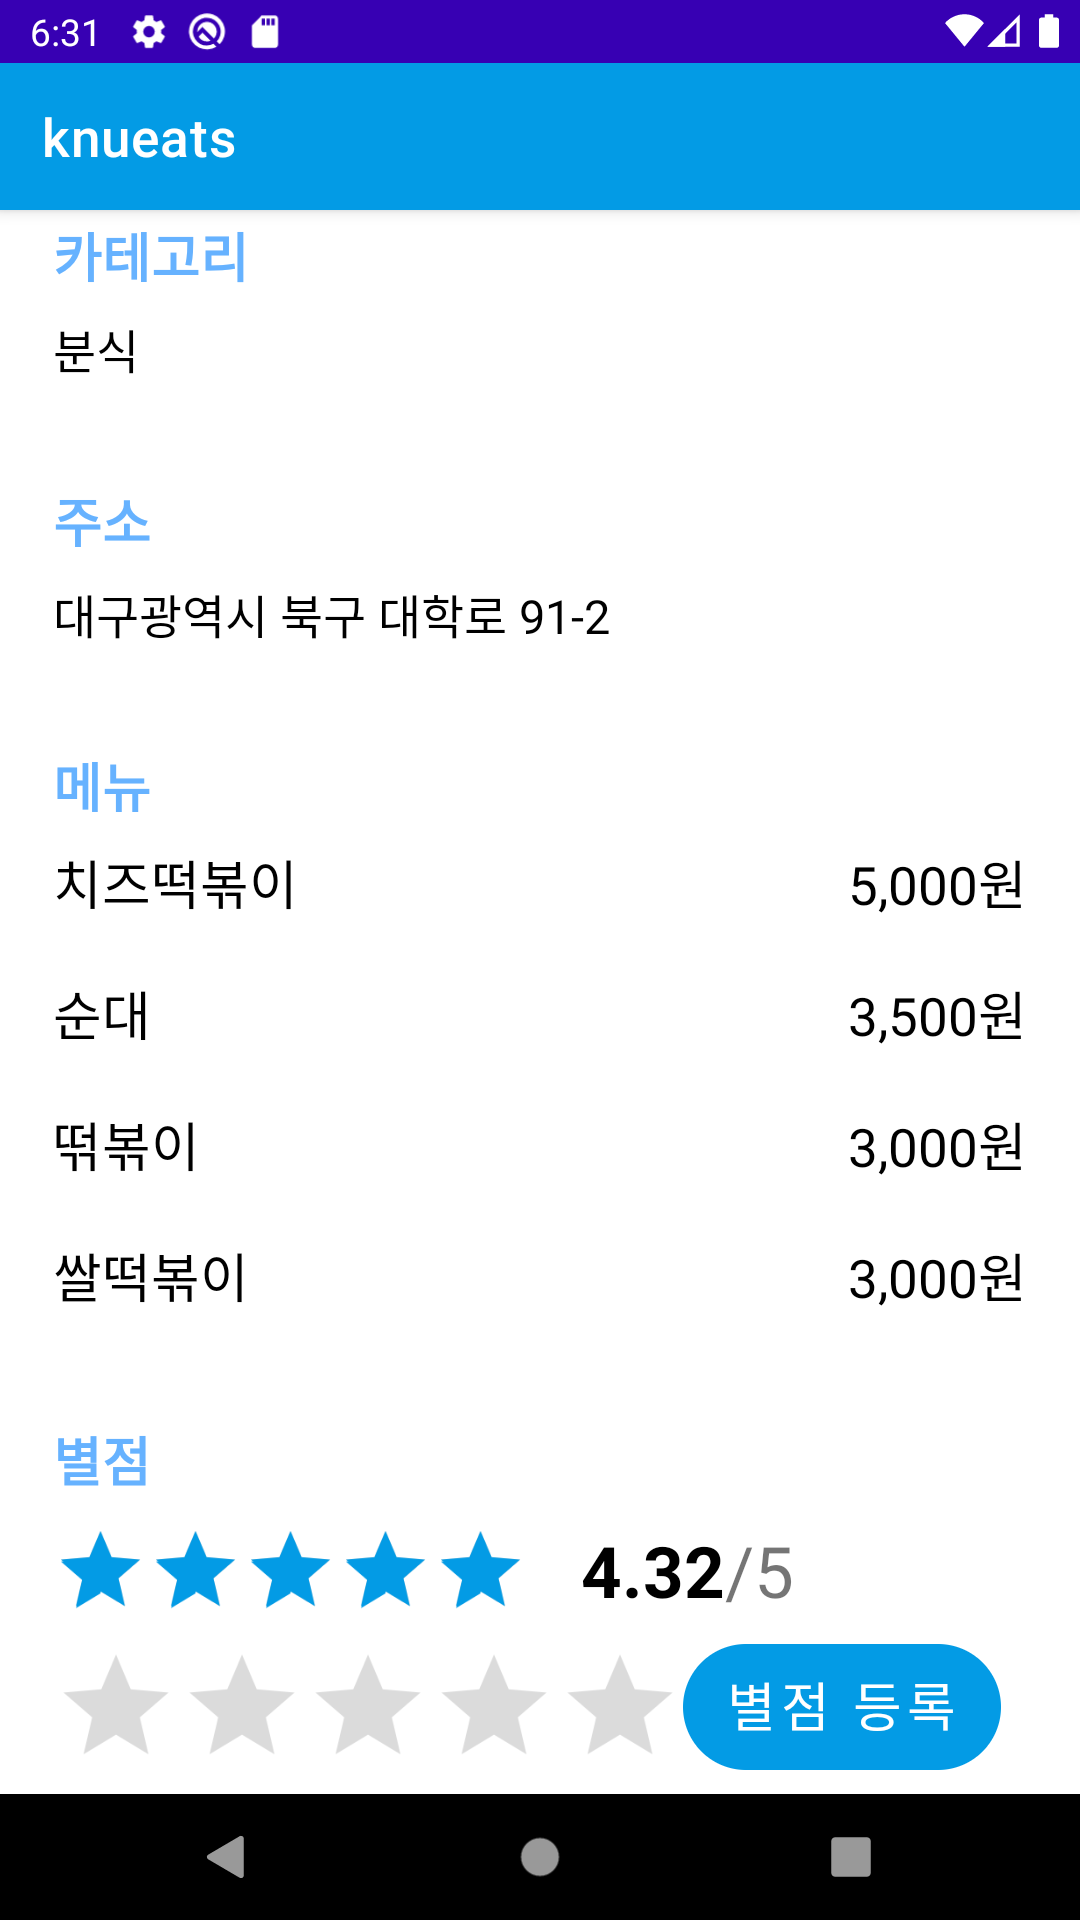 6:31
knueats
카테고리
분식
주소
대구광역시 북구 대학로 91-2
메뉴
치즈떡볶이 5,000원
순대 3,500원
떢볶이 3,000원
쌀떡볶이 3,000원
별점
4.32/5
별점 등록